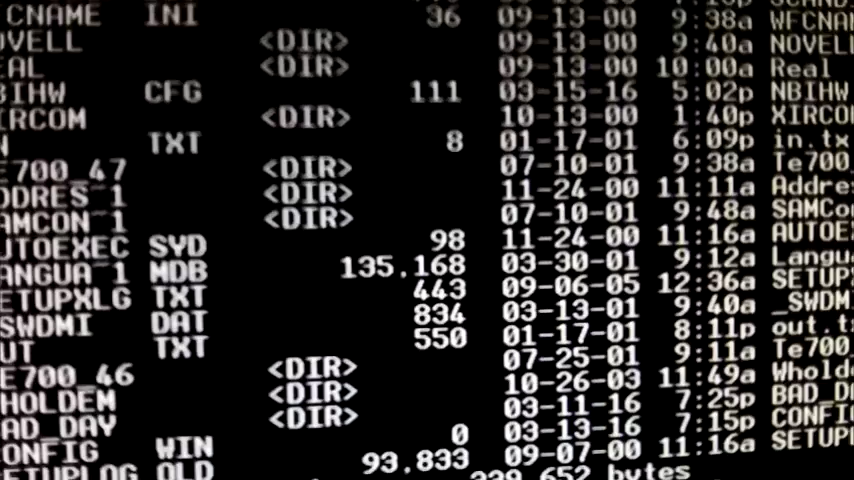 CNAME INI 36 09-13-00 9:38a WFCNA
OVELL <DIR> 09-13-00 9:40a NOVELL
EAL <DIR> 09-13-00 10:00a Real
BIHW CFG 111 03-15-16 5:02p NBIHW
IRCOM <DIR> 10-13-00 1:40p XIRCO
N TXT 8 01-17-01 6:09p in.tx
E700_47 <DIR> 07-10-01 9:38a Te700_
DDRES~1 <DIR> 11-24-00 11:11a Addre
AMCON~1 <DIR> 07-10-01 9:48a SAMCo
UTOEXEC SYD 98 11-24-00 11:16a AUTOE
ANGUA~1 MDB 135,168 03-30-01 9:12a Langu
ETUPXLG TXT 443 09-06-05 12:36a SETUP
SWDMI DAT 834 03-13-01 9:40a _SWDM
UT TXT 550 01-17-01 8:11p out.t
E700_46 <DIR> 07-25-01 9:11a Te700_
HOLDEM <DIR> 10-26-03 11:49a Whold
AD_DAY <DIR> 03-11-16 7:25p BAD_DA
ONFIG WIN 0 03-13-16 7:15p CONFIG
ETUPLOG OLD 93,833 09-07-00 11:16a SETUP
652 bytes